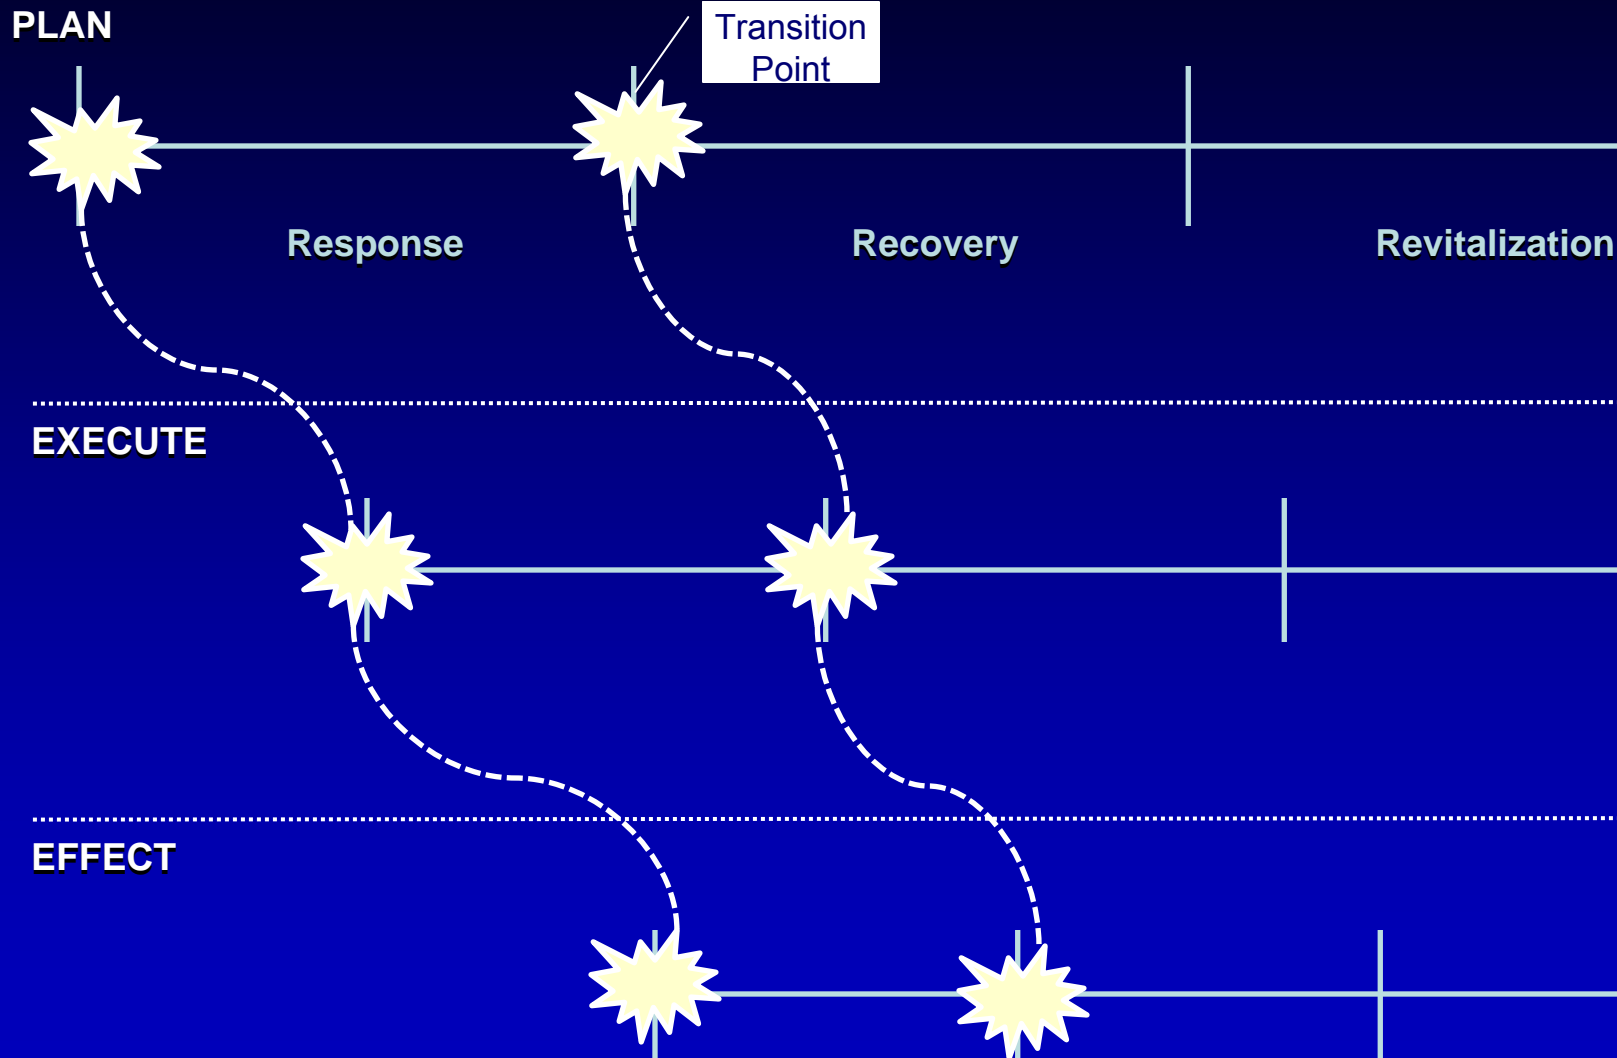 PLAN
Transition
Point
Response
Recovery
Revitalization
EXECUTE
EFFECT